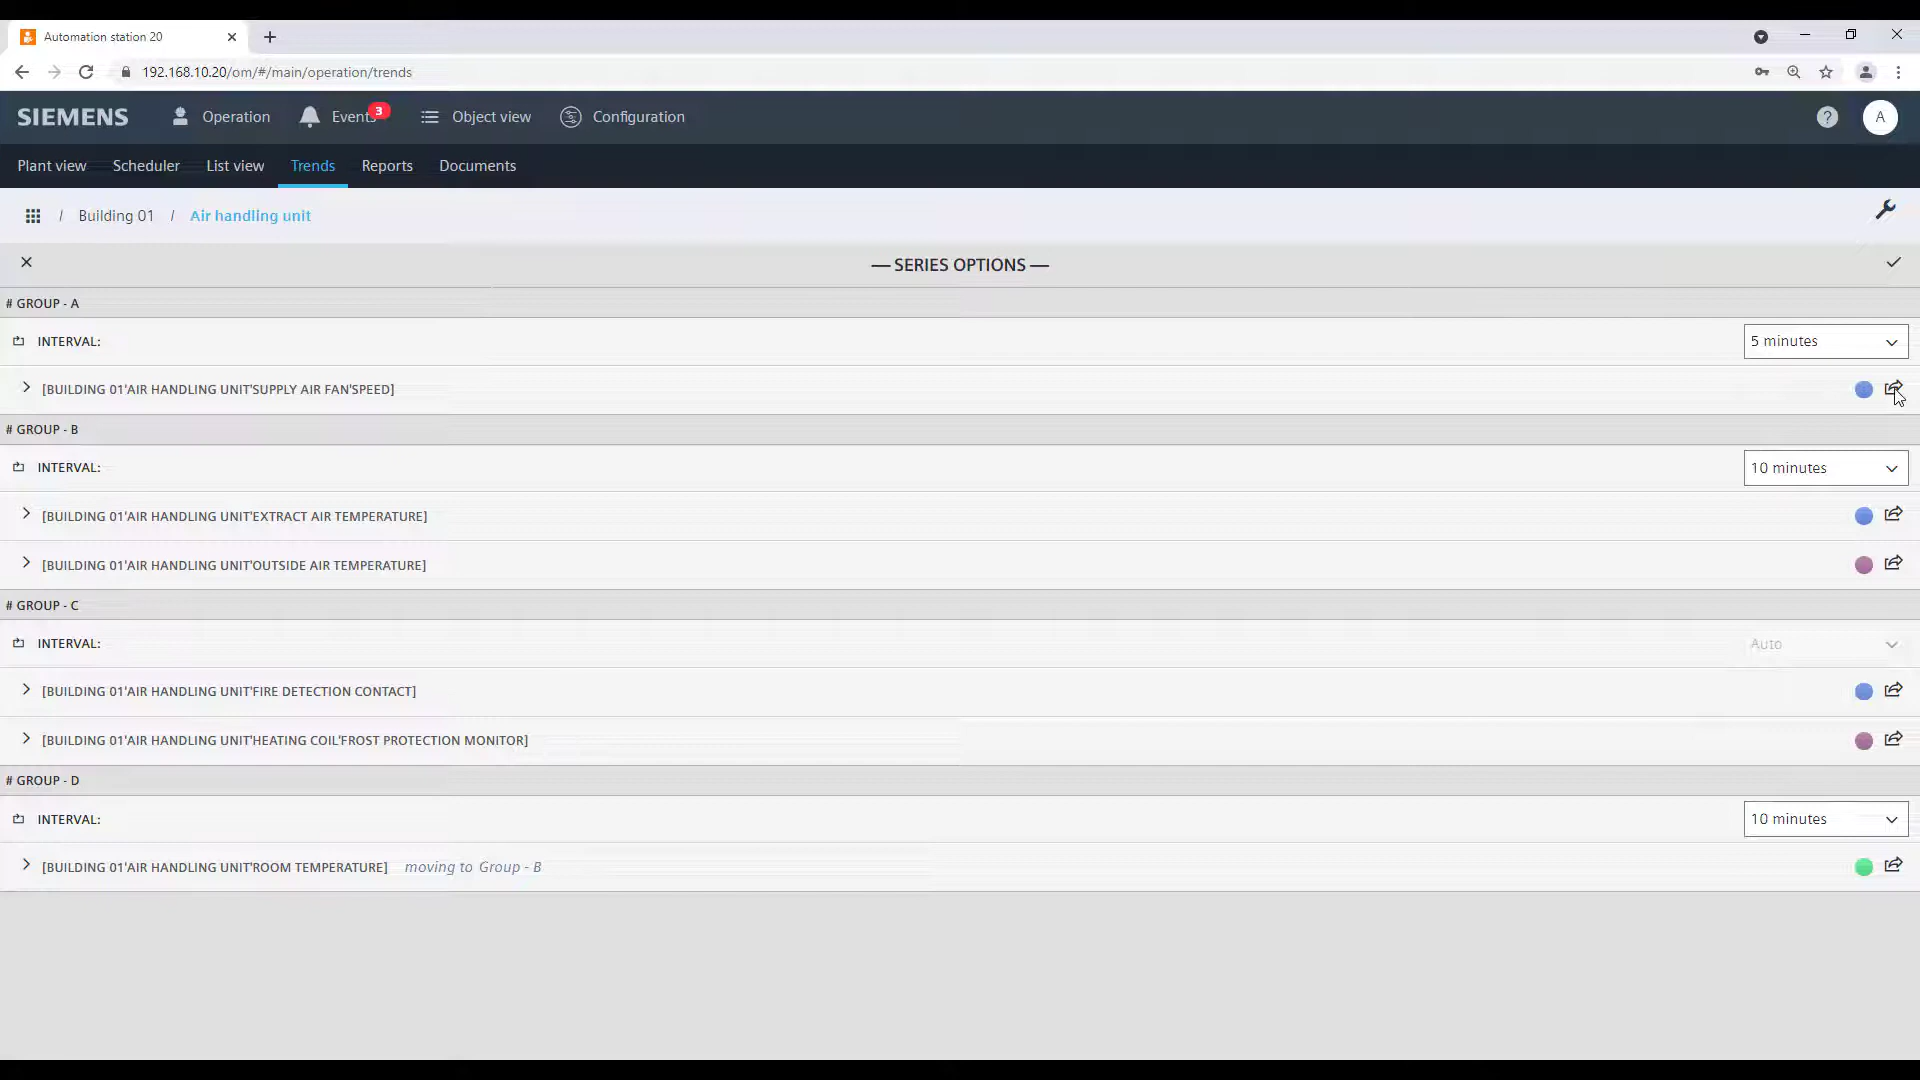 Automation station 20
192.168.10.20/om/#/main/operation/trends
SIEMENS Operation Events 3 Object view Configuration ? A
Plant view Scheduler List view Trends Reports Documents
/ Building 01 / Air handling unit
— SERIES OPTIONS —
# GROUP - A
INTERVAL: 5 minutes
[BUILDING 01'AIR HANDLING UNIT'SUPPLY AIR FAN'SPEED]
# GROUP - B
INTERVAL: 10 minutes
[BUILDING 01'AIR HANDLING UNIT'EXTRACT AIR TEMPERATURE]
[BUILDING 01'AIR HANDLING UNIT'OUTSIDE AIR TEMPERATURE]
# GROUP - C
INTERVAL: Auto
[BUILDING 01'AIR HANDLING UNIT'FIRE DETECTION CONTACT]
[BUILDING 01'AIR HANDLING UNIT'HEATING COIL'FROST PROTECTION MONITOR]
# GROUP - D
INTERVAL: 10 minutes
[BUILDING 01'AIR HANDLING UNIT'ROOM TEMPERATURE] moving to Group - B